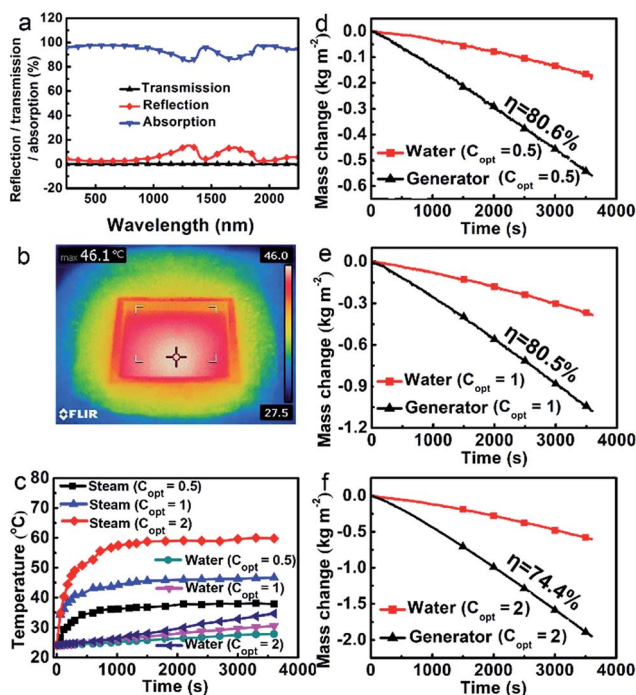 a
Reflection / transmission
/ absorption (%)
120
100
80
60
40
20
0
-20
Transmission
Reflection
Absorption
500
1000
1500
2000
Wavelength (nm)
b
max 46.1 °C
46.0
27.5
FLIR
c
Temperature (°C)
80
70
60
50
40
30
20
Steam (Copt = 0.5)
Steam (Copt = 1)
Steam (Copt = 2)
Water (Copt = 0.5)
Water (Copt = 1)
Water (Copt = 2)
0
1000
2000
3000
4000
Time (s)
d
Mass change (kg m-2)
0.0
-0.1
-0.2
-0.3
-0.4
-0.5
-0.6
η=80.6%
Water (Copt =0.5)
Generator (Copt = 0.5)
0
1000
2000
3000
4000
Time (s)
e
Mass change (kg m-2)
0.0
-0.3
-0.6
-0.9
-1.2
η=80.5%
Water (Copt = 1)
Generator (Copt = 1)
0
1000
2000
3000
4000
Time (s)
f
Mass change (kg m-2)
0.0
-0.5
-1.0
-1.5
-2.0
η=74.4%
Water (Copt = 2)
Generator (Copt = 2)
0
1000
2000
3000
4000
Time (s)